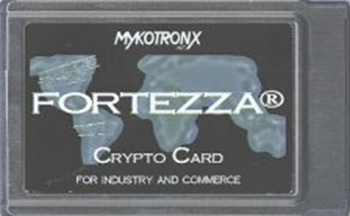 MYKOTRONX
FORTEZZA®
CRYPTO CARD
FOR INDUSTRY AND COMMERCE